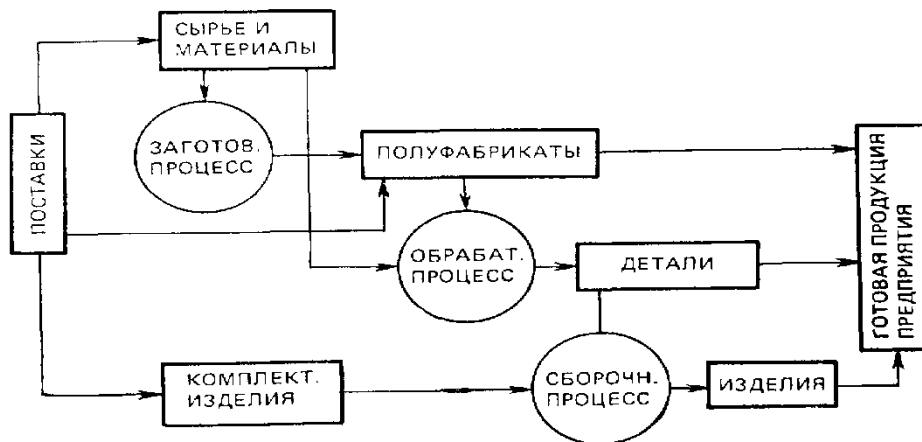 СЫРЬЕ И
МАТЕРИАЛЫ
ПОСТАВКИ
ЗАГОТОВ.
ПРОЦЕСС
ПОЛУФАБРИКАТЫ
ОБРАБАТ.
ПРОЦЕСС
ДЕТАЛИ
ГОТОВАЯ ПРОДУКЦИЯ
ПРЕДПРИЯТИЯ
КОМПЛЕКТ.
ИЗДЕЛИЯ
СБОРОЧН.
ПРОЦЕСС
ИЗДЕЛИЯ